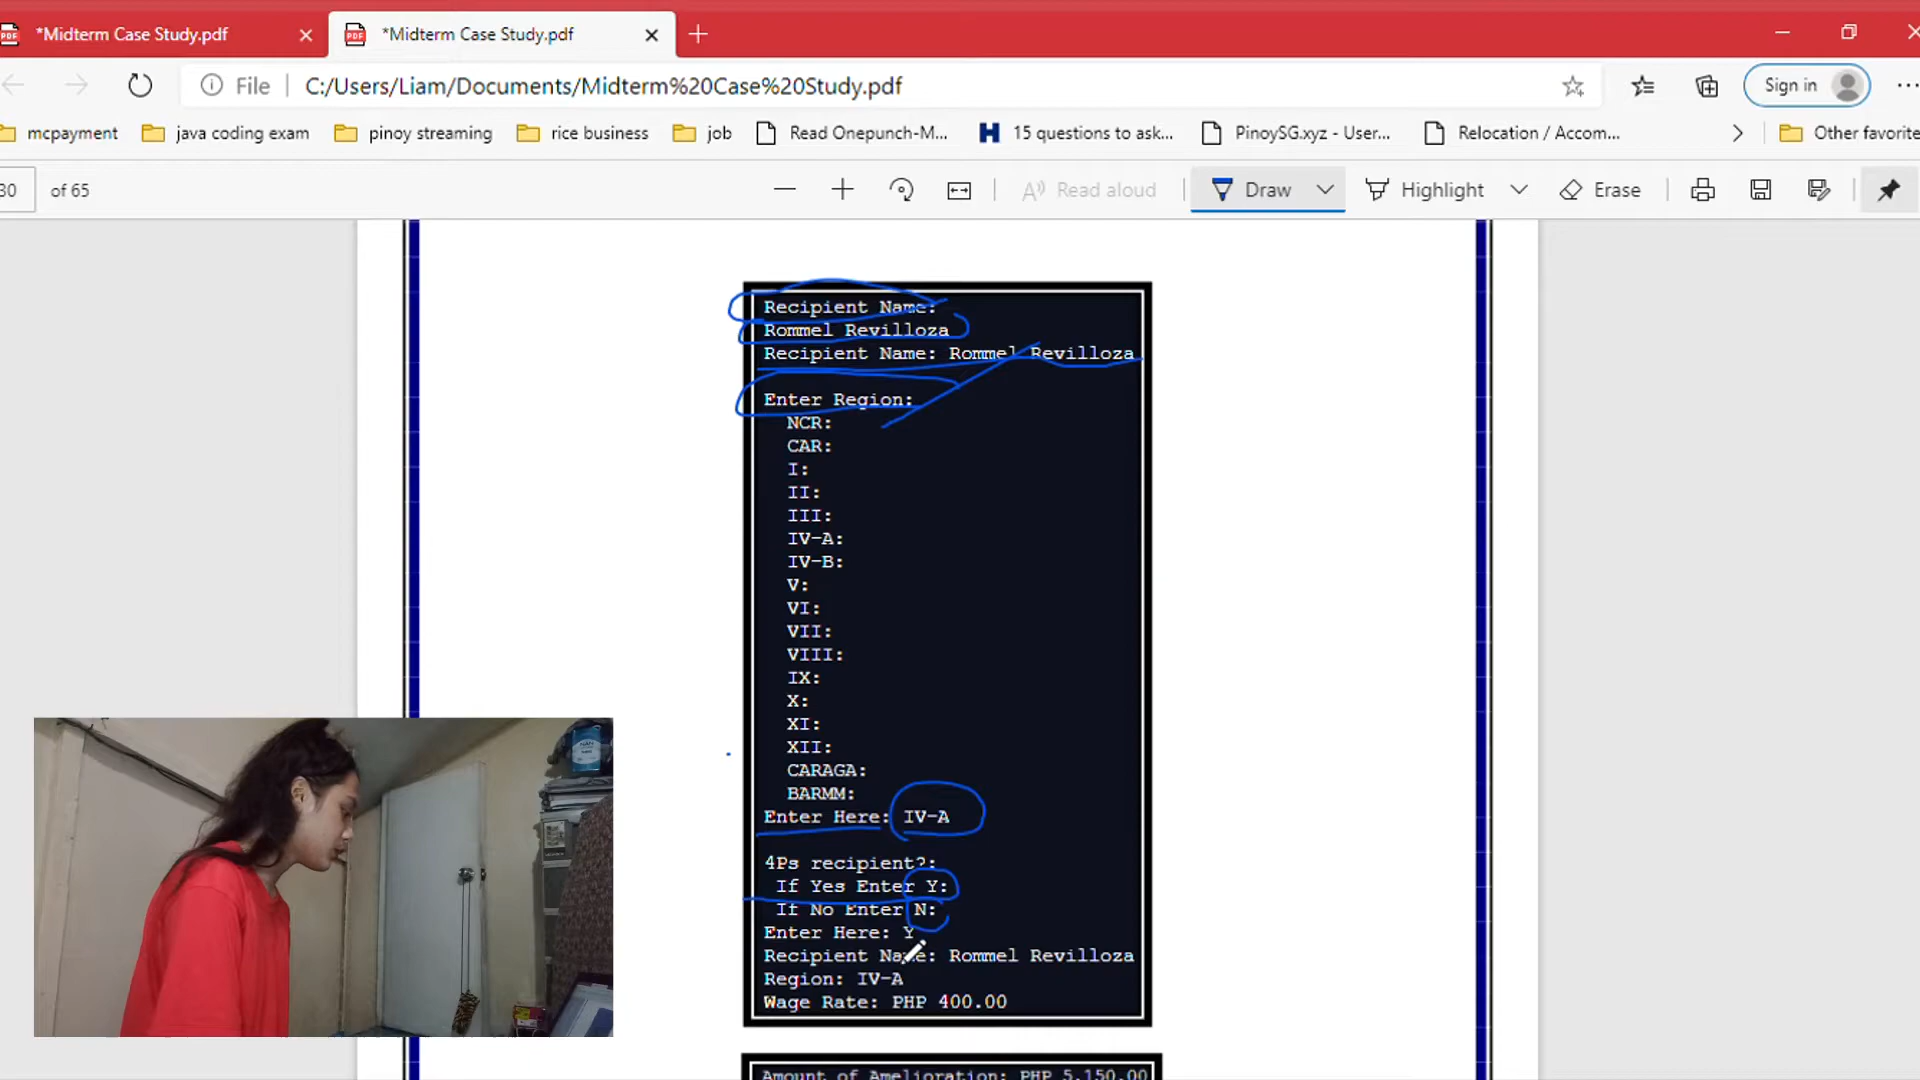 *Midterm Case Study.pdf
*Midterm Case Study.pdf
File
C:/Users/Liam/Documents/Midterm%20Case%20Study.pdf
Sign in
mcpayment
java coding exam
pinoy streaming
rice business
job
Read Onepunch-M...
15 questions to ask...
PinoySG.xyz - User...
Relocation / Accom...
Other favorite
30 of 65
Read aloud
Draw
Highlight
Erase
Recipient Name:
Rommel Revilloza
Recipient Name: Rommel Revilloza
Enter Region:
NCR:
CAR:
I:
II:
III:
IV-A:
IV-B:
V:
VI:
VII:
VIII:
IX:
X:
XI:
XII:
CARAGA:
BARMM:
Enter Here: IV-A
4Ps recipient?:
If Yes Enter Y:
If No Enter N:
Enter Here: Y
Recipient Name: Rommel Revilloza
Region: IV-A
Wage Rate: PHP 400.00
Amount of Amelioration: PHP 5,150.00